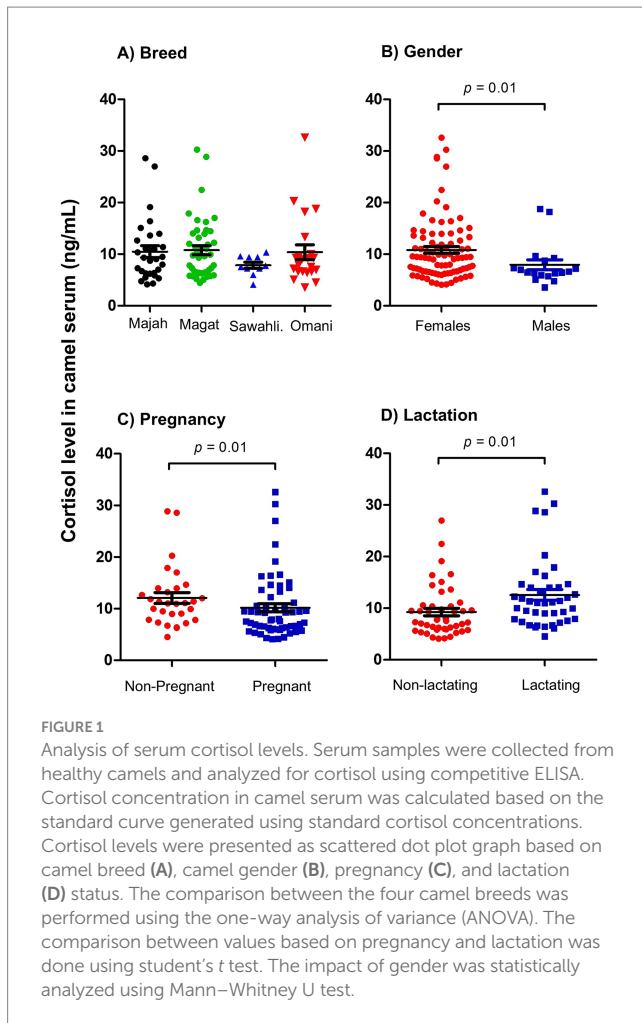 A) Breed
B) Gender
Cortisol level in camel serum (ng/mL)
40
30
20
10
0
Majah
Magat
Sawahli.
Omani
p = 0.01
40
30
20
10
0
Females
Males
C) Pregnancy
D) Lactation
p = 0.01
40
30
20
10
0
Non-Pregnant
Pregnant
p = 0.01
40
30
20
10
0
Non-lactating
Lactating
FIGURE 1
Analysis of serum cortisol levels. Serum samples were collected from
healthy camels and analyzed for cortisol using competitive ELISA.
Cortisol concentration in camel serum was calculated based on the
standard curve generated using standard cortisol concentrations.
Cortisol levels were presented as scattered dot plot graph based on
camel breed (A), camel gender (B), pregnancy (C), and lactation
(D) status. The comparison between the four camel breeds was
performed using the one-way analysis of variance (ANOVA). The
comparison between values based on pregnancy and lactation was
done using student’s t test. The impact of gender was statistically
analyzed using Mann–Whitney U test.